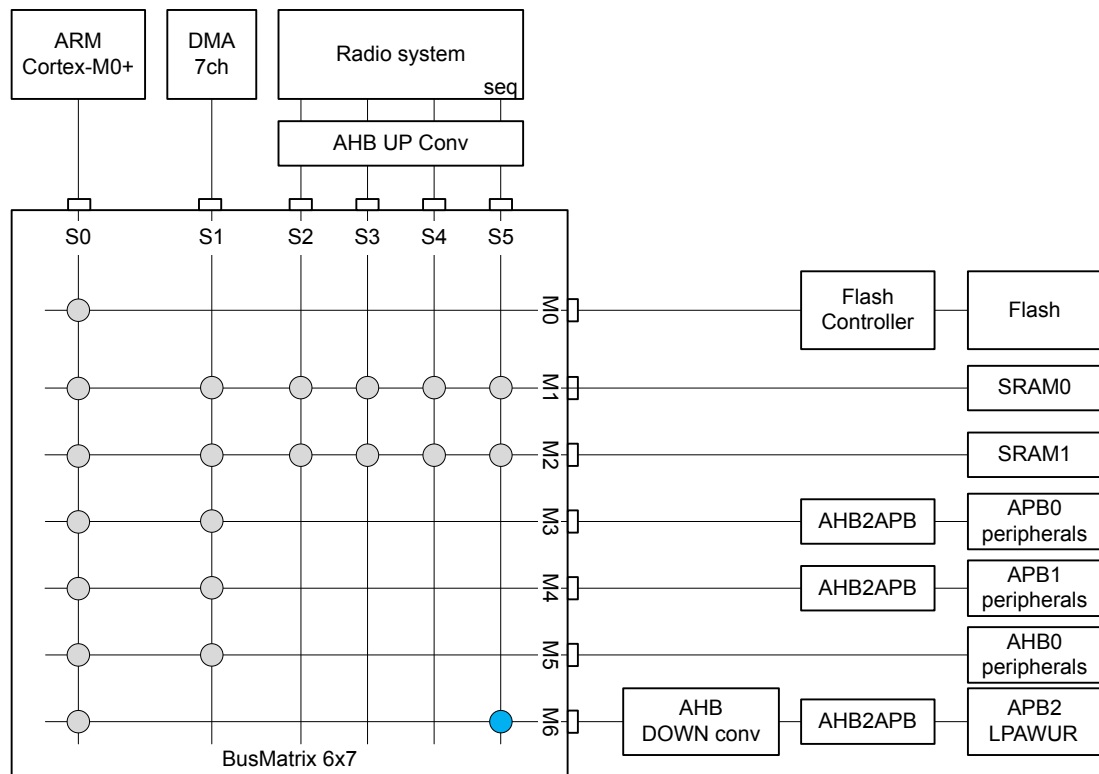 ARM
Cortex-M0+
DMA
7ch
Radio system
seq
AHB UP Conv
S0
S1
S2
S3
S4
S5
M0
Flash
Controller
Flash
M1
SRAM0
M2
SRAM1
M3
AHB2APB
APB0
peripherals
M4
AHB2APB
APB1
peripherals
M5
AHB0
peripherals
M6
AHB
DOWN conv
AHB2APB
APB2
LPAWUR
BusMatrix 6x7